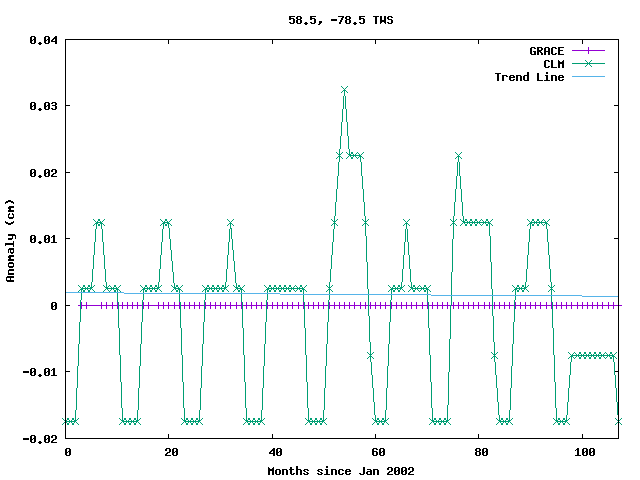 58.5, -78.5 TWS
GRACE
CLM
Trend Line
Anomaly (cm)
0.04
0.03
0.02
0.01
0
-0.01
-0.02
0 20 40 60 80 100
Months since Jan 2002